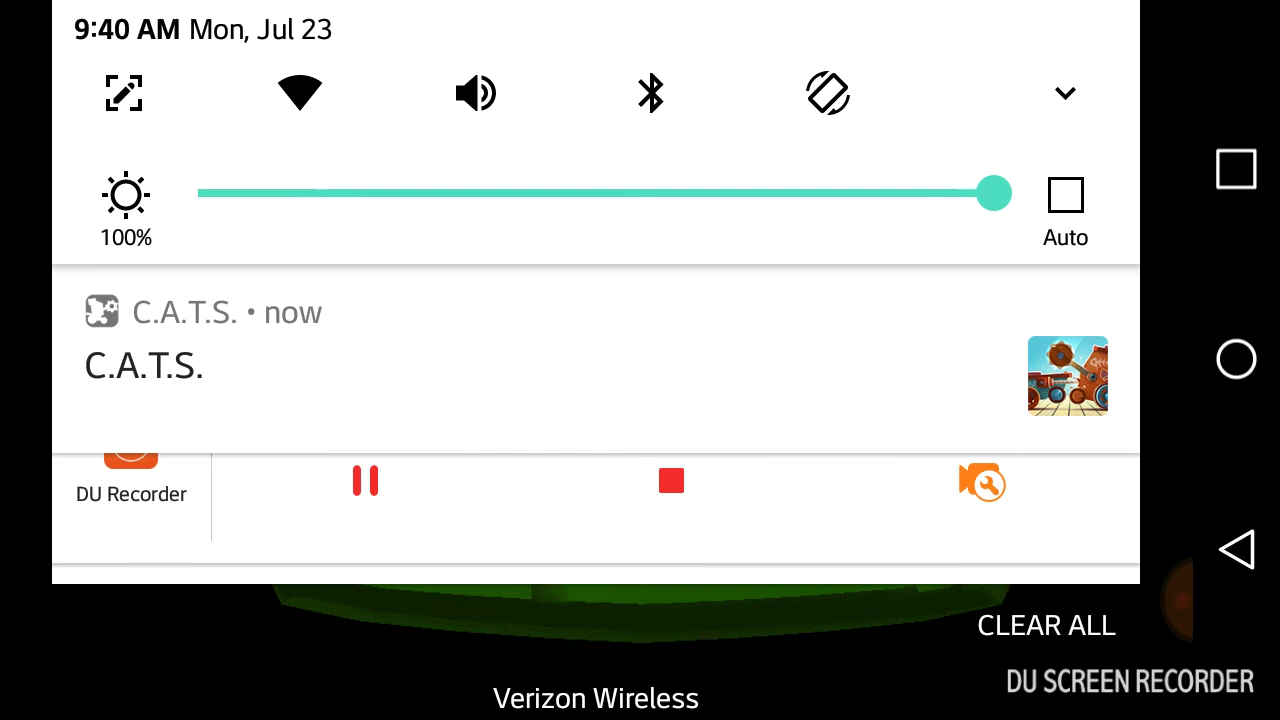 9:40 AM Mon, Jul 23
100%
Auto
C.A.T.S. • now
C.A.T.S.
DU Recorder
CLEAR ALL
DU SCREEN RECORDER
Verizon Wireless